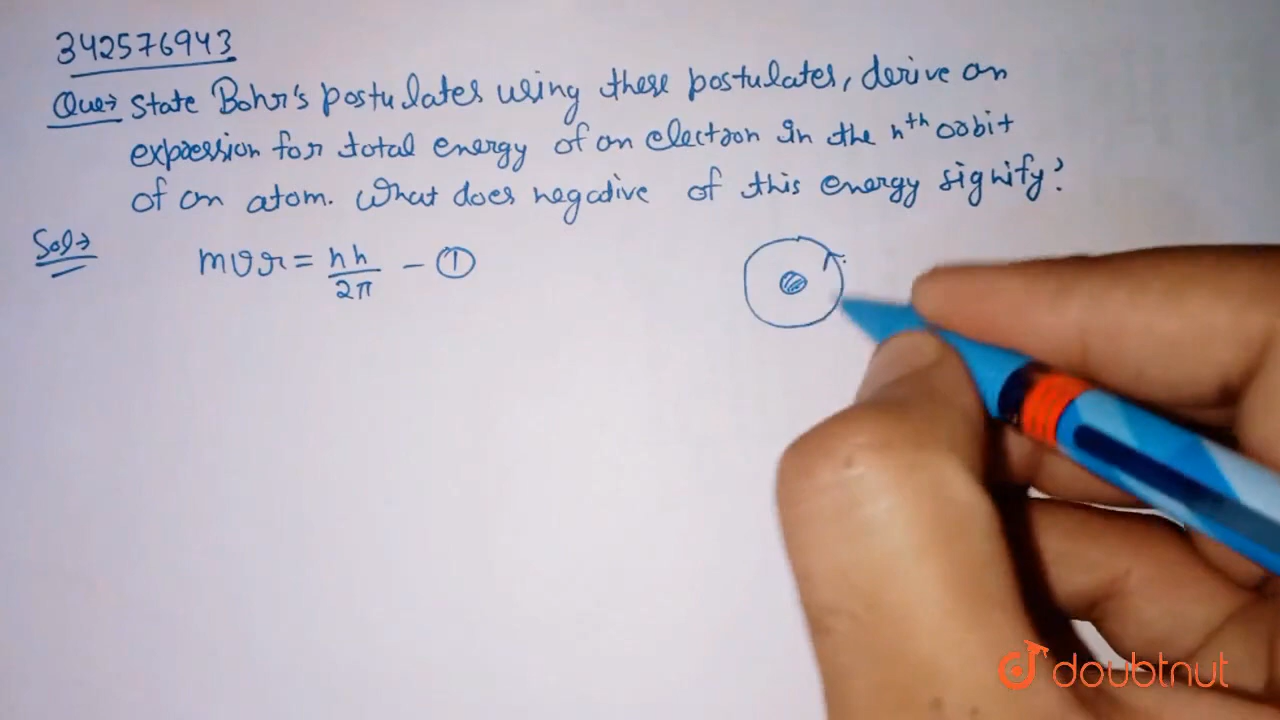 342576943
Que→ State Bohr's postulates using these postulates, derive an
expression for total energy of an electron in the nth orbit
of an atom. What does negative of this energy signify?
Sol→ mvr = nh/2π — ①
doubtnut